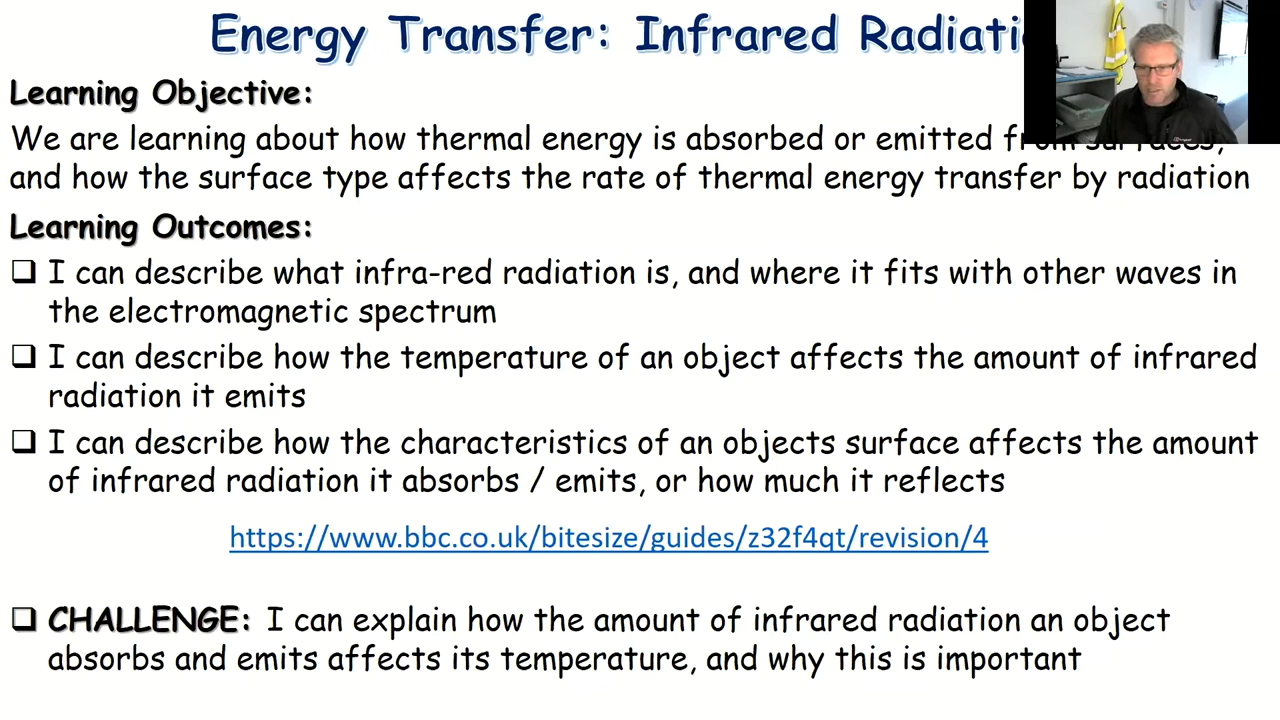 Energy Transfer: Infrared
Learning Objective:
We are learning about how thermal energy is absorbed or emitted from surfaces,
and how the surface type affects the rate of thermal energy transfer by radiation
Learning Outcomes:
❑ I can describe what infra-red radiation is, and where it fits with other waves in
the electromagnetic spectrum
❑ I can describe how the temperature of an object affects the amount of infrared
radiation it emits
❑ I can describe how the characteristics of an objects surface affects the amount
of infrared radiation it absorbs / emits, or how much it reflects
https://www.bbc.co.uk/bitesize/guides/z32f4qt/revision/4
❑ CHALLENGE: I can explain how the amount of infrared radiation an object
absorbs and emits affects its temperature, and why this is important